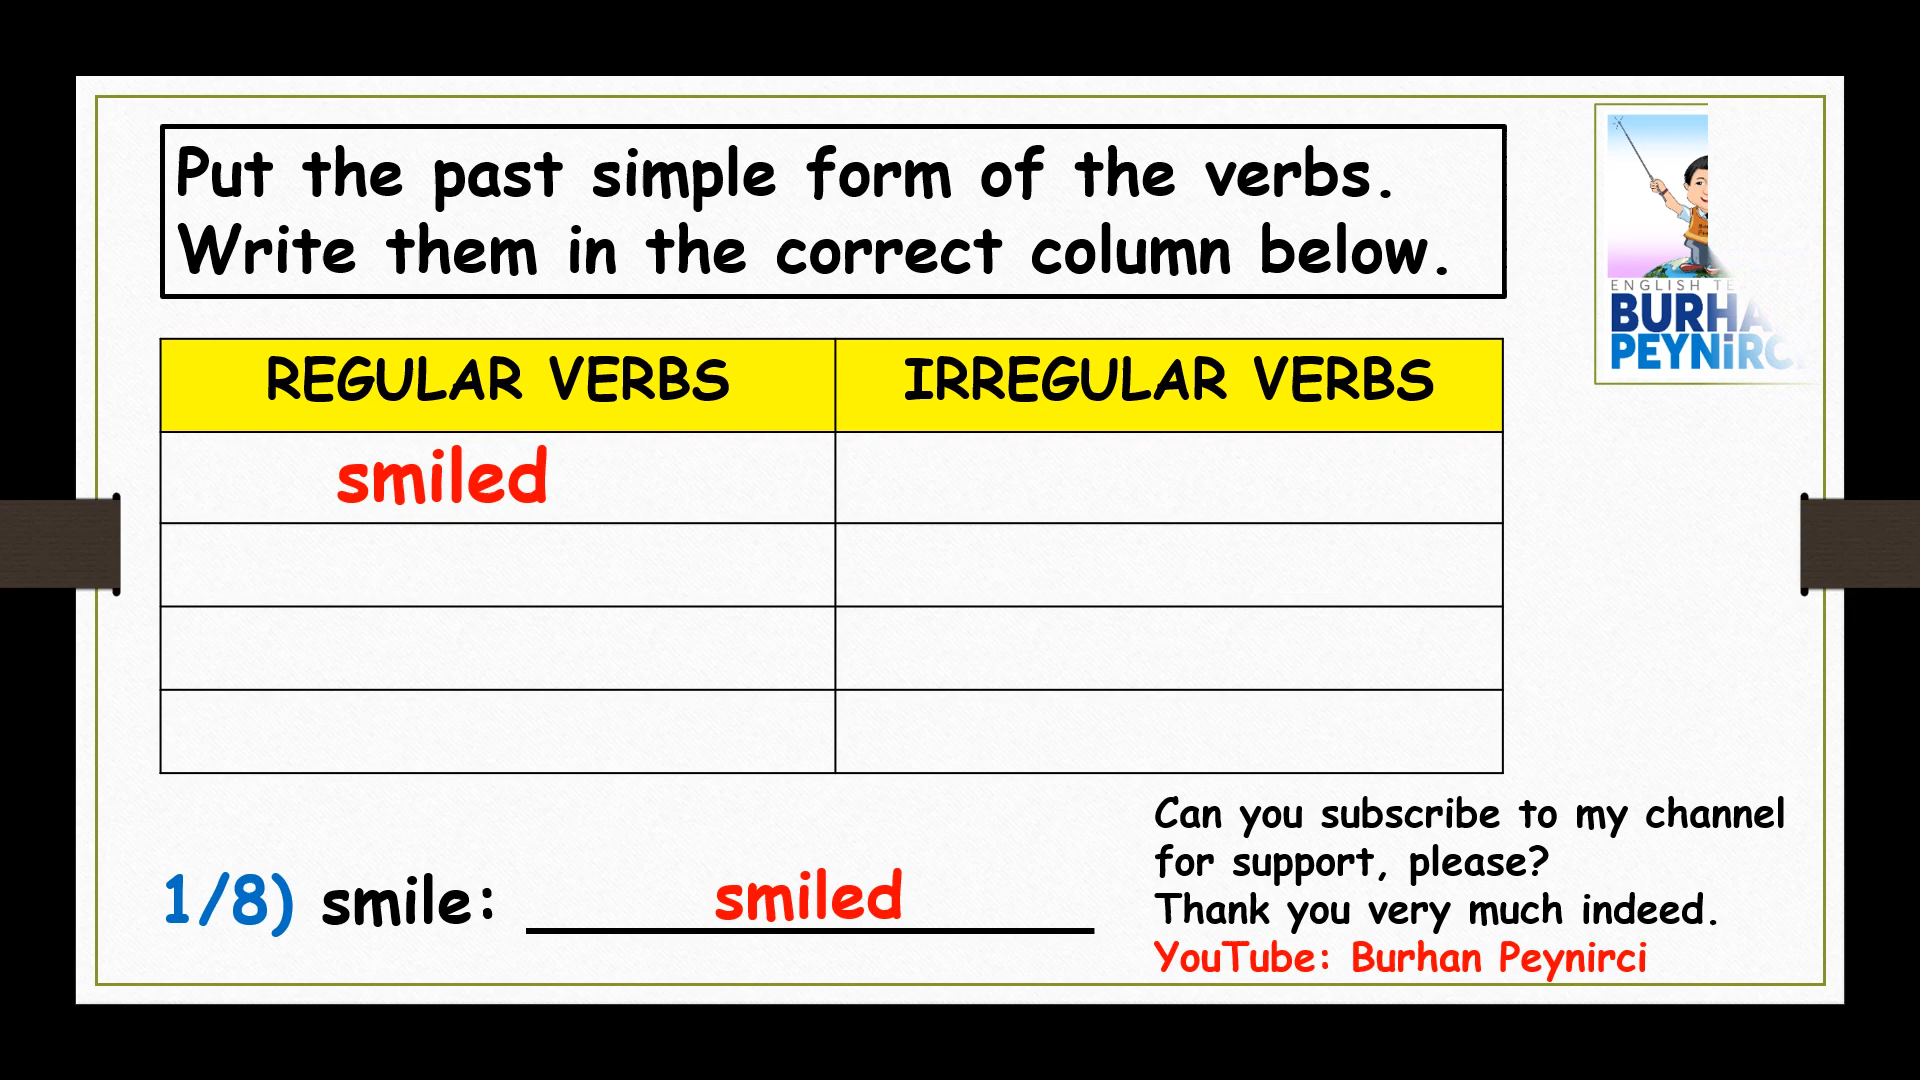 Put the past simple form of the verbs.
Write them in the correct column below.
REGULAR VERBS IRREGULAR VERBS
smiled
1/8) smile: smiled
Can you subscribe to my channel
for support, please?
Thank you very much indeed.
YouTube: Burhan Peynirci
ENGLISH